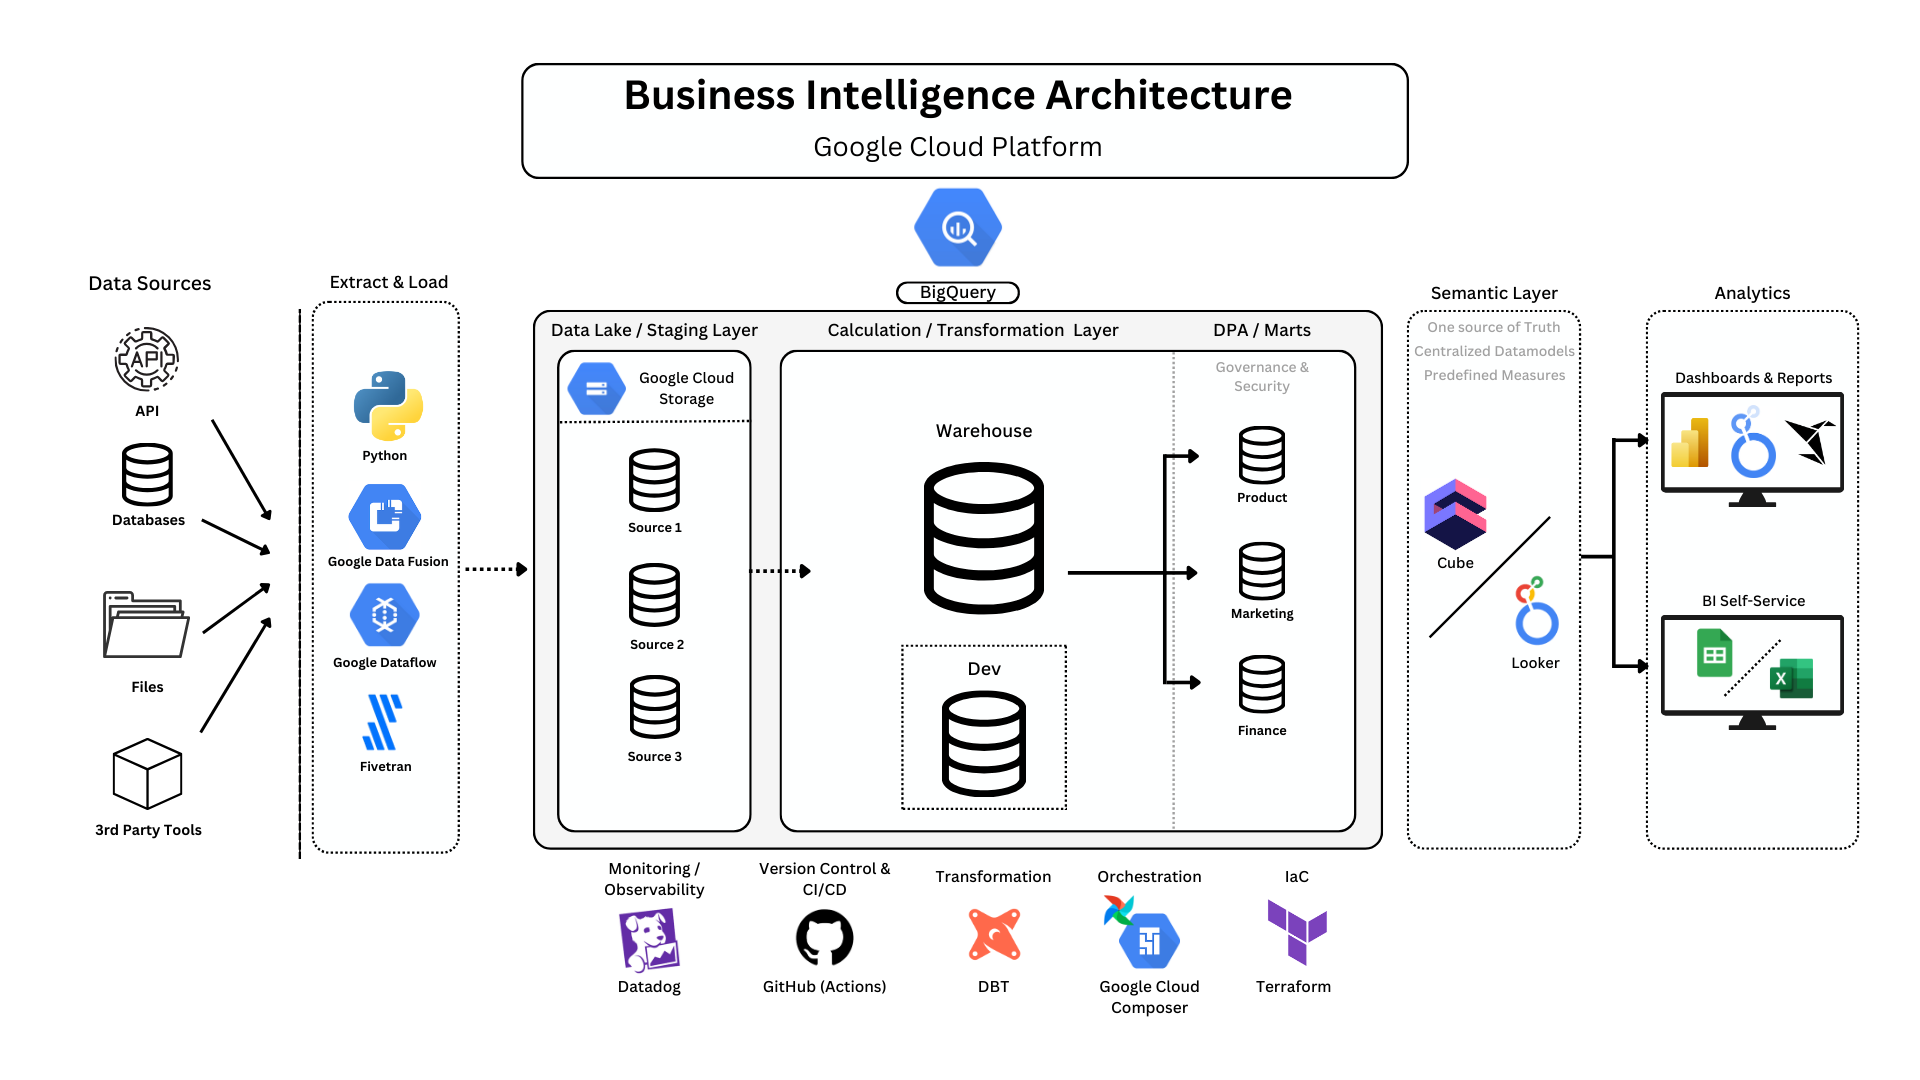 Business Intelligence Architecture
Google Cloud Platform
BigQuery
Data Sources
API
API
Databases
Files
3rd Party Tools
Extract & Load
Python
Google Data Fusion
Google Dataflow
Fivetran
Data Lake / Staging Layer
Google Cloud
Storage
Source 1
Source 2
Source 3
Calculation / Transformation Layer
Warehouse
Dev
DPA / Marts
Governance &
Security
Product
Marketing
Finance
Semantic Layer
One source of Truth
Centralized Datamodels
Predefined Measures
Cube
Looker
Analytics
Dashboards & Reports
BI Self-Service
X
Monitoring /
Observability
Datadog
Version Control &
CI/CD
GitHub (Actions)
Transformation
DBT
Orchestration
Google Cloud
Composer
IaC
Terraform